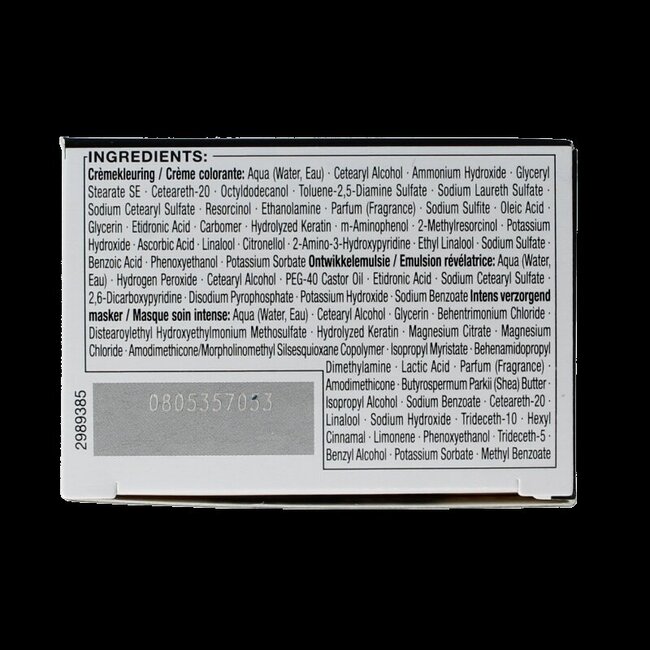 INGREDIENTS:
Crèmekleuring / Crème colorante: Aqua (Water, Eau) · Cetearyl Alcohol · Ammonium Hydroxide · Glyceryl
Stearate SE · Ceteareth-20 · Octyldodecanol · Toluene-2,5-Diamine Sulfate · Sodium Laureth Sulfate ·
Sodium Cetearyl Sulfate · Resorcinol · Ethanolamine · Parfum (Fragrance) · Sodium Sulfite · Oleic Acid ·
Glycerin · Etidronic Acid · Carbomer · Hydrolyzed Keratin · m-Aminophenol · 2-Methylresorcinol · Potassium
Hydroxide · Ascorbic Acid · Linalool · Citronellol · 2-Amino-3-Hydroxypyridine · Ethyl Linalool · Sodium Sulfate ·
Benzoic Acid · Phenoxyethanol · Potassium Sorbate Ontwikkelemulsie / Emulsion révélatrice: Aqua (Water,
Eau) · Hydrogen Peroxide · Cetearyl Alcohol · PEG-40 Castor Oil · Etidronic Acid · Sodium Cetearyl Sulfate ·
2,6-Dicarboxypyridine · Disodium Pyrophosphate · Potassium Hydroxide · Sodium Benzoate Intens verzorgend
masker / Masque soin intense: Aqua (Water, Eau) · Cetearyl Alcohol · Glycerin · Behentrimonium Chloride ·
Distearoylethyl Hydroxyethylmonium Methosulfate · Hydrolyzed Keratin · Magnesium Citrate · Magnesium
Chloride · Amodimethicone/Morpholinomethyl Silsesquioxane Copolymer · Isopropyl Myristate · Behenamidopropyl
Dimethylamine · Lactic Acid · Parfum (Fragrance) ·
Amodimethicone · Butyrospermum Parkii (Shea) Butter ·
Isopropyl Alcohol · Sodium Benzoate · Ceteareth-20 ·
Linalool · Sodium Hydroxide · Trideceth-10 · Hexyl
Cinnamal · Limonene · Phenoxyethanol · Trideceth-5 ·
Benzyl Alcohol · Potassium Sorbate · Methyl Benzoate
0805357033
2989385